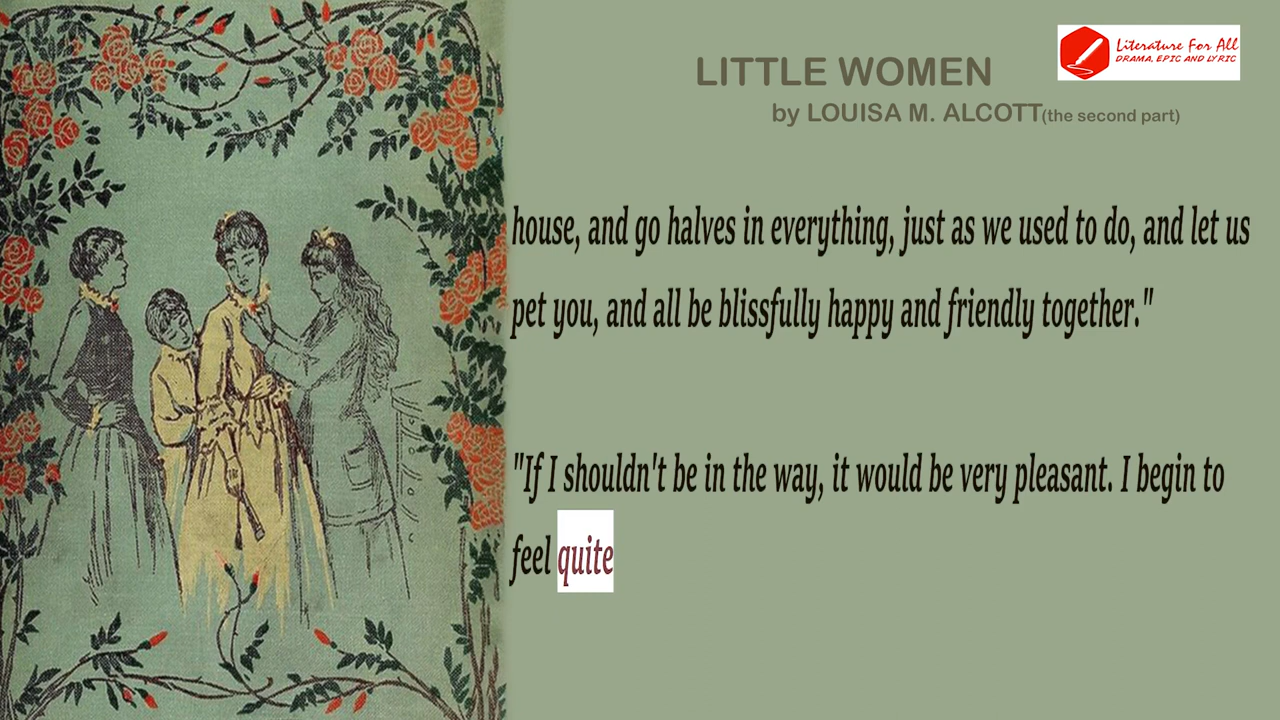 LITTLE WOMEN
by LOUISA M. ALCOTT(the second part)
Literature For All
DRAMA, EPIC AND LYRIC
house, and go halves in everything, just as we used to do, and let us
pet you, and all be blissfully happy and friendly together."
"If I shouldn't be in the way, it would be very pleasant. I begin to
feel quite